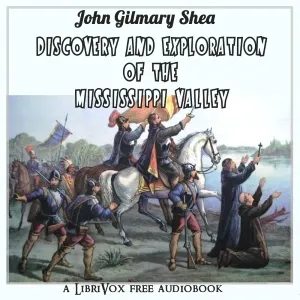 John Gilmary Shea
DISCOVERY AND EXPLORATION
OF THE
MISSISSIPPI VALLEY
A LIBRIVOX FREE AUDIOBOOK